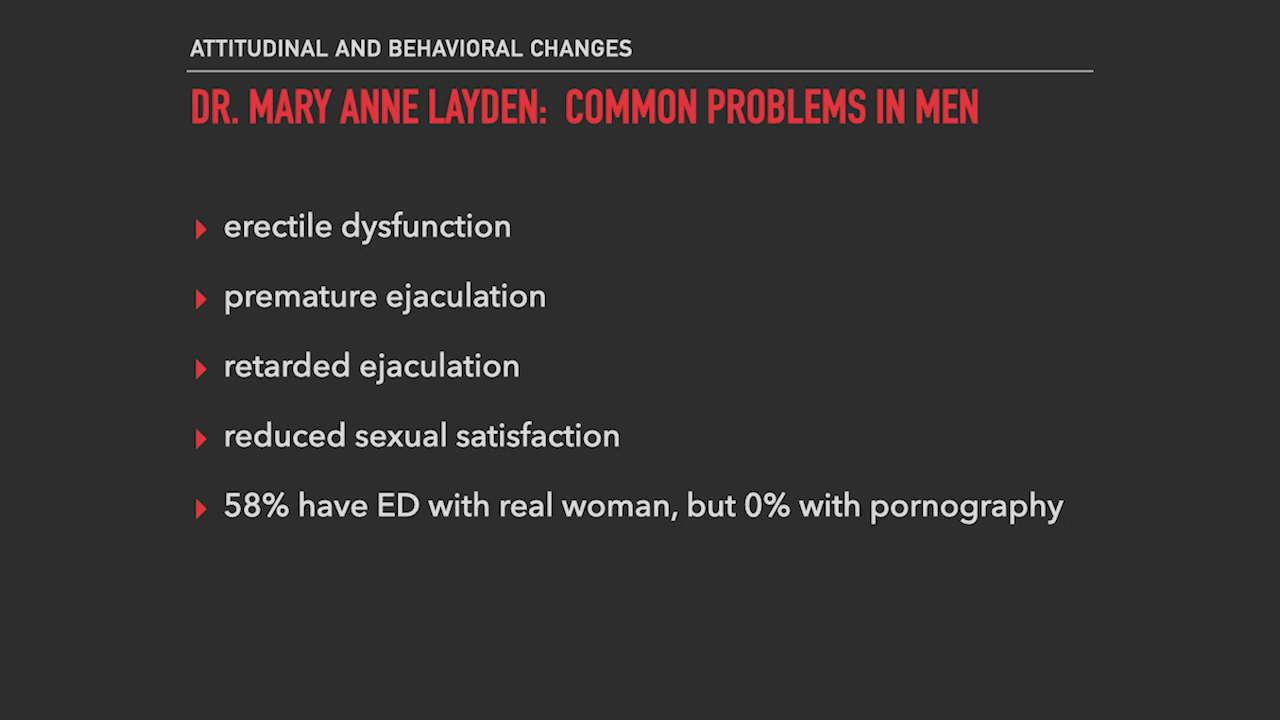 ATTITUDINAL AND BEHAVIORAL CHANGES
DR. MARY ANNE LAYDEN: COMMON PROBLEMS IN MEN
erectile dysfunction
premature ejaculation
retarded ejaculation
reduced sexual satisfaction
58% have ED with real woman, but 0% with pornography